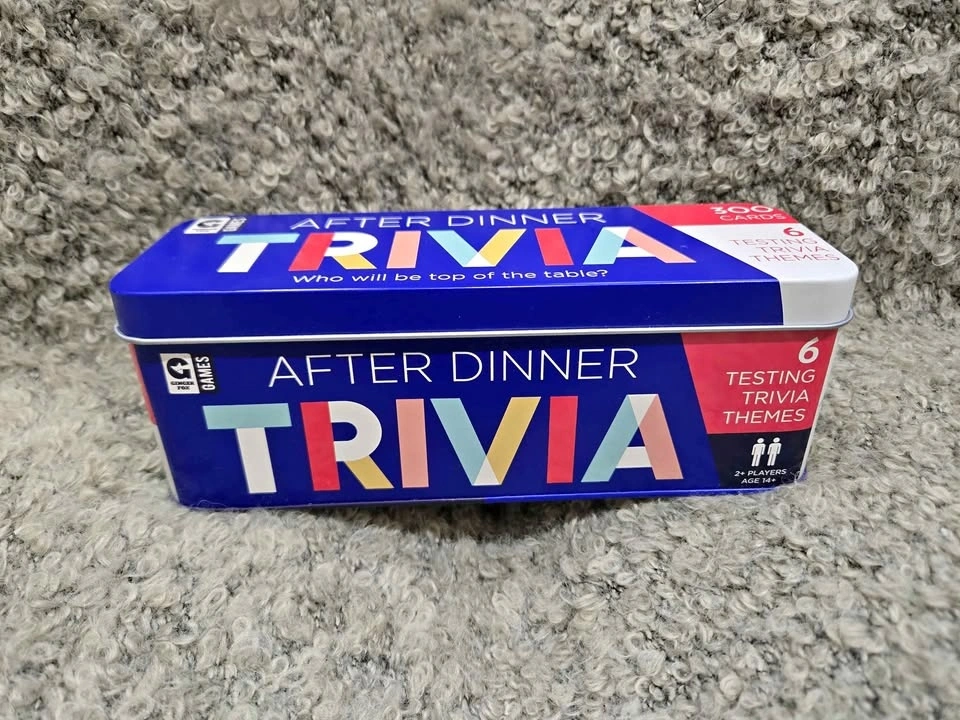 GAMES
AFTER DINNER
TRIVIA
Who will be top of the table?
300
CARDS
6
TESTING
TRIVIA
THEMES
GINGER
FOX
GAMES
AFTER DINNER
TRIVIA
6
TESTING
TRIVIA
THEMES
2+ PLAYERS
AGE 14+